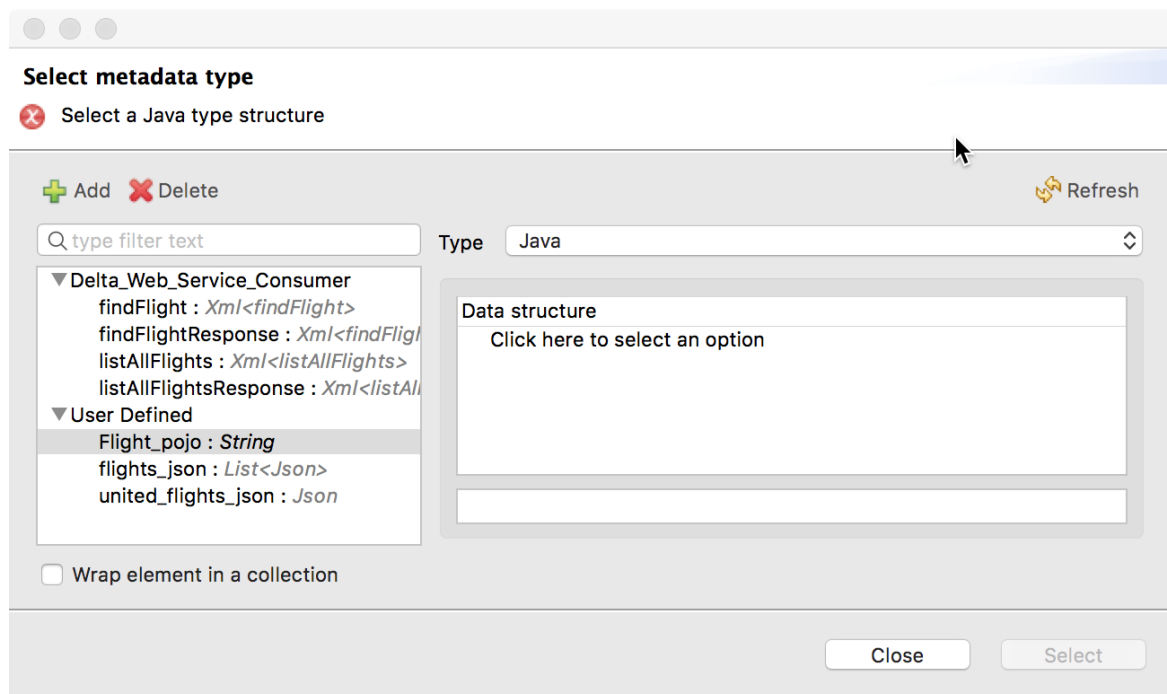 Select metadata type
Select a Java type structure
Add Delete Refresh
type filter text
Type Java
Delta_Web_Service_Consumer
findFlight : Xml<findFlight>
findFlightResponse : Xml<findFligh
listAllFlights : Xml<listAllFlights>
listAllFlightsResponse : Xml<listAll
User Defined
Flight_pojo : String
flights_json : List<Json>
united_flights_json : Json
Data structure
Click here to select an option
Wrap element in a collection
Close Select